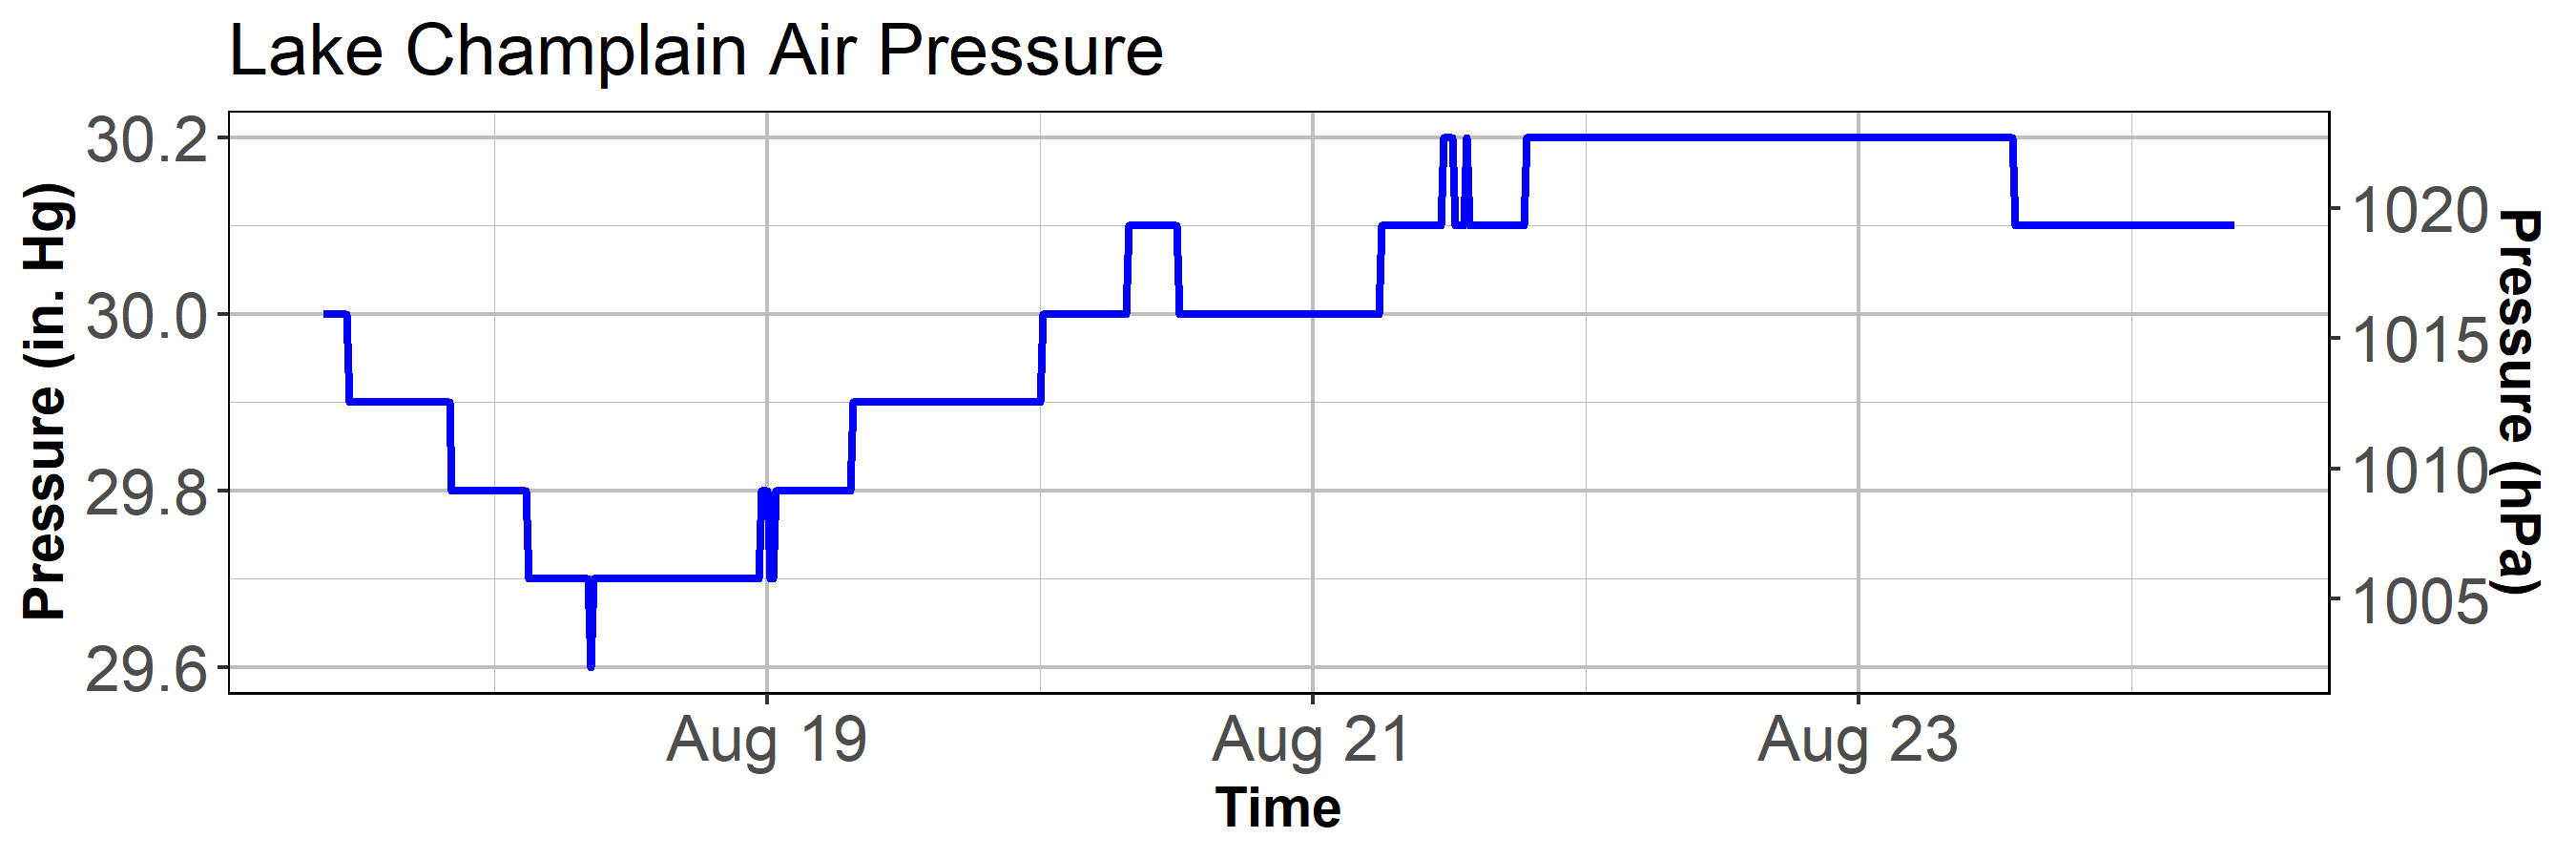 Lake Champlain Air Pressure
30.2
30.0
29.8
29.6
Pressure (in. Hg)
1020
1015
1010
1005
Pressure (hPa)
Aug 19
Aug 21
Aug 23
Time